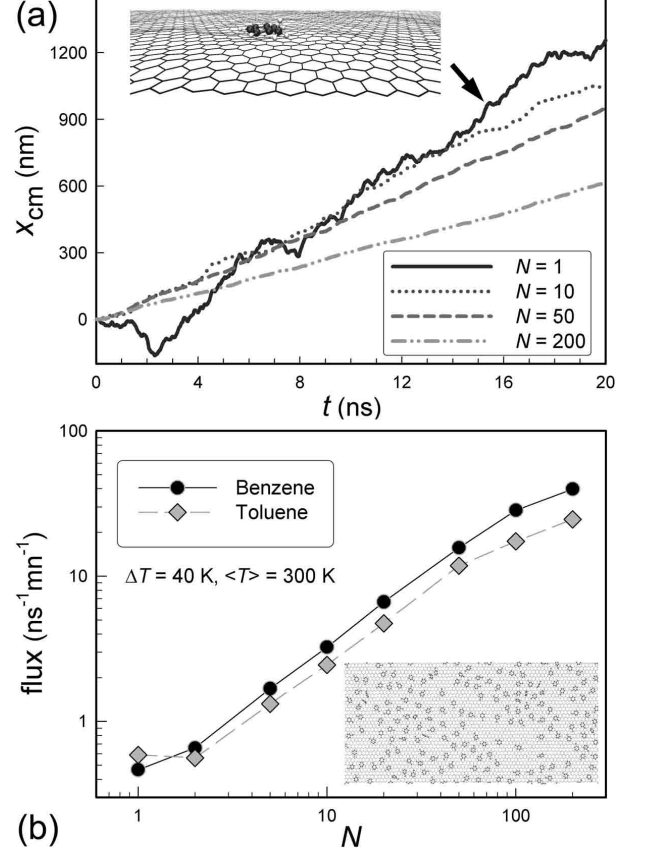 (a)
1200
900
600
300
0
x_cm (nm)
N = 1
N = 10
N = 50
N = 200
0 4 8 12 16 20
t (ns)
100
Benzene
Toluene
ΔT = 40 K, <T> = 300 K
10
1
flux (ns⁻¹mn⁻¹)
1 10 100
(b) N